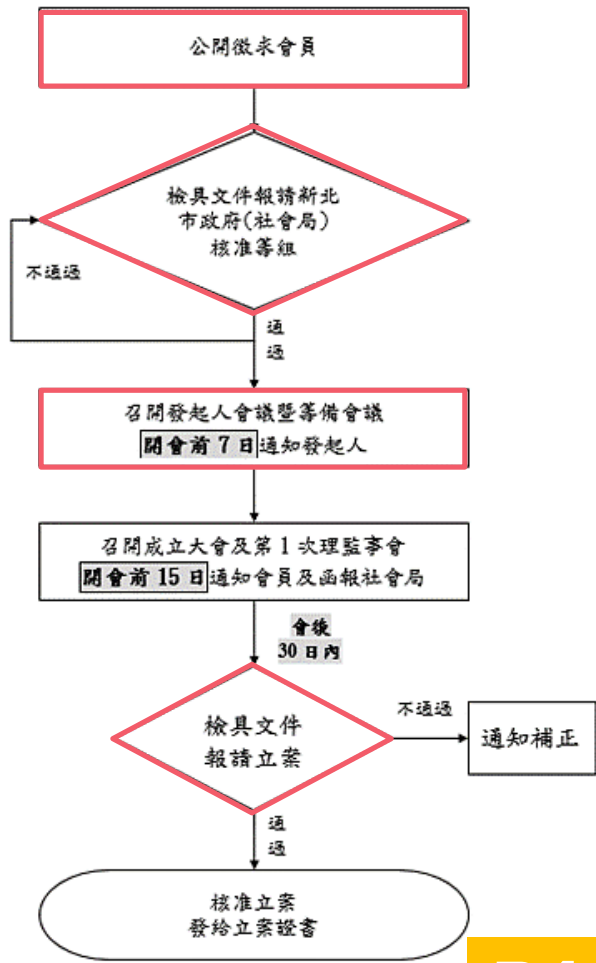 公開徵求會員
檢具文件報請新北
市政府(社會局)
核准籌組
不通過
通
過
召開發起人會議暨籌備會議
開會前 7 日通知發起人
召開成立大會及第 1 次理監事會
開會前 15 日通知會員及函報社會局
會後
30 日內
檢具文件
報請立案
不通過
通知補正
通
過
核准立案
發給立案證書